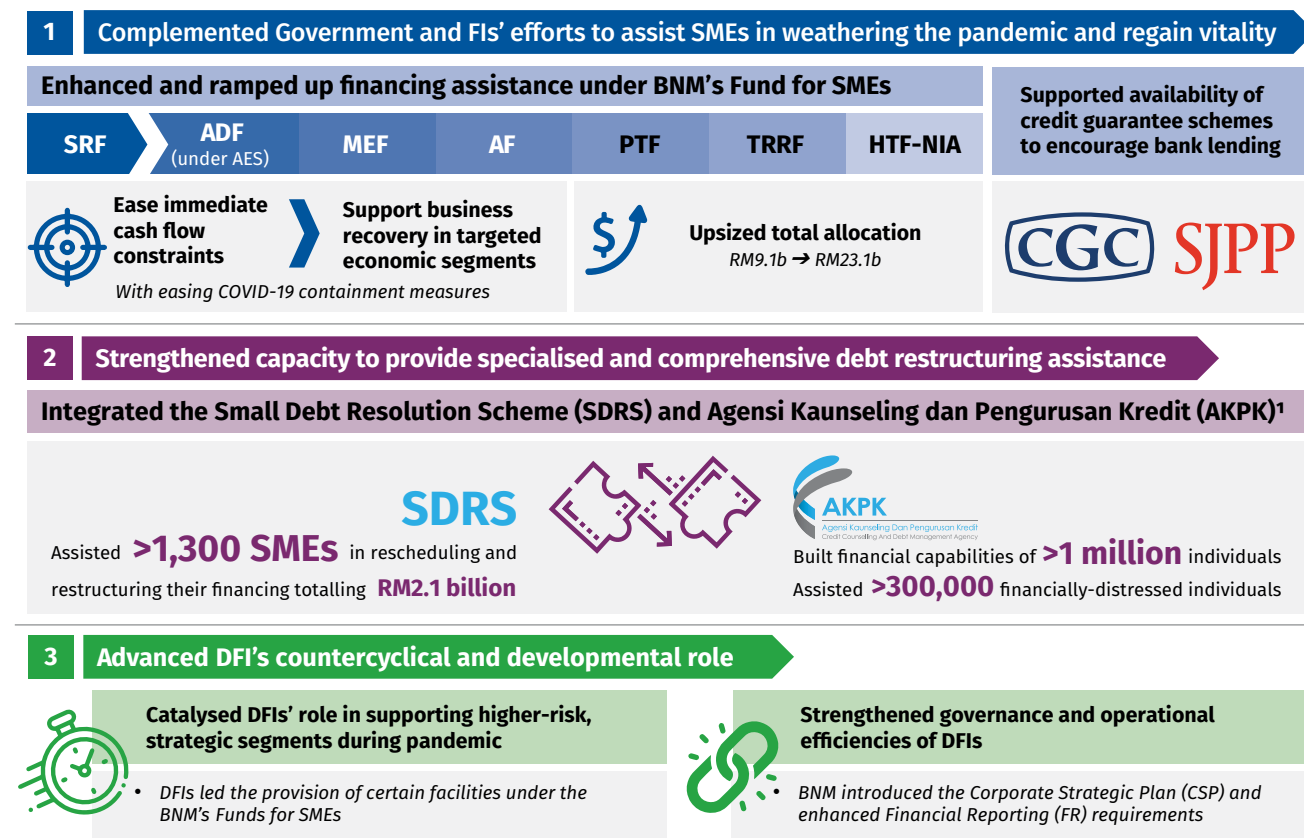 1
Complemented Government and FIs' efforts to assist SMEs in weathering the pandemic and regain vitality
Enhanced and ramped up financing assistance under BNM's Fund for SMEs
SRF
ADF
(under AES)
MEF
AF
PTF
TRRF
HTF-NIA
Ease immediate
cash flow
constraints
Support business
recovery in targeted
economic segments
With easing COVID-19 containment measures
$
Upsized total allocation
RM9.1b → RM23.1b
Supported availability of
credit guarantee schemes
to encourage bank lending
CGC
SJPP
2
Strengthened capacity to provide specialised and comprehensive debt restructuring assistance
Integrated the Small Debt Resolution Scheme (SDRS) and Agensi Kaunseling dan Pengurusan Kredit (AKPK)¹
SDRS
Assisted >1,300 SMEs in rescheduling and
restructuring their financing totalling RM2.1 billion
AKPK
Agensi Kaunseling Dan Pengurusan Kredit
Credit Counselling And Debt Management Agency
Built financial capabilities of >1 million individuals
Assisted >300,000 financially-distressed individuals
3
Advanced DFI's countercyclical and developmental role
Catalysed DFIs' role in supporting higher-risk,
strategic segments during pandemic
• DFIs led the provision of certain facilities under the
BNM's Funds for SMEs
Strengthened governance and operational
efficiencies of DFIs
• BNM introduced the Corporate Strategic Plan (CSP) and
enhanced Financial Reporting (FR) requirements